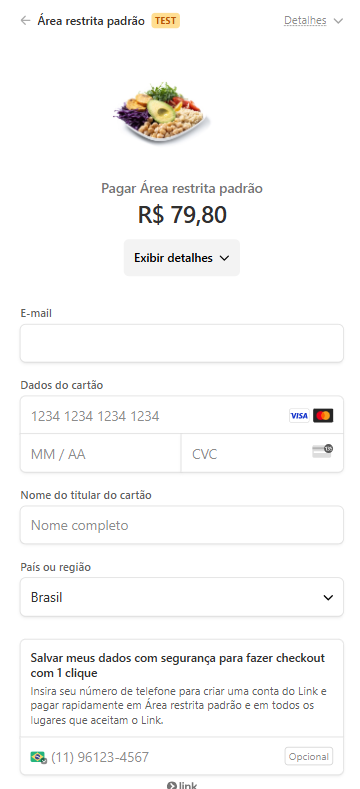 Área restrita padrão TEST Detalhes
Pagar Área restrita padrão
R$ 79,80
Exibir detalhes
E-mail
Dados do cartão
1234 1234 1234 1234 VISA
MM / AA CVC
Nome do titular do cartão
Nome completo
País ou região
Brasil
Salvar meus dados com segurança para fazer checkout
com 1 clique
Insira seu número de telefone para criar uma conta do Link e
pagar rapidamente em Área restrita padrão e em todos os
lugares que aceitam o Link.
(11) 96123-4567 Opcional
link